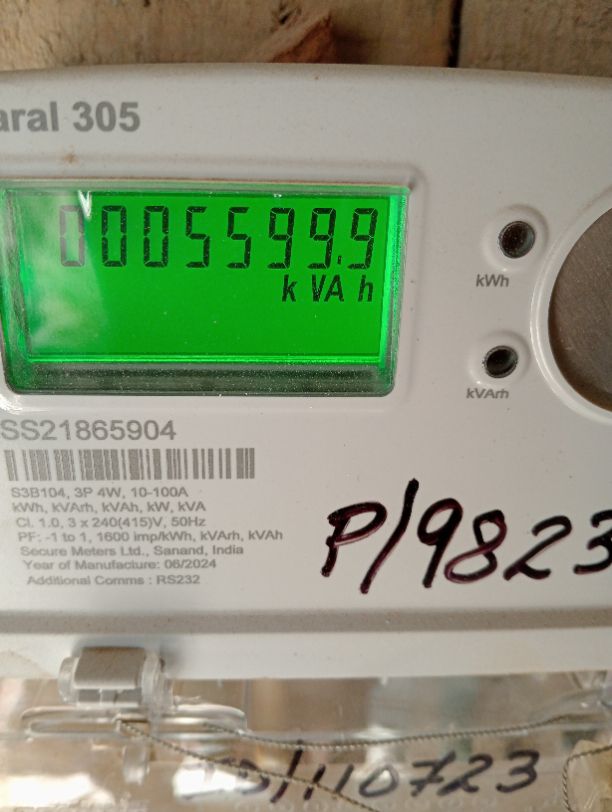 aral 305
0005599.9
k VA h
kWh
kVArh
SS21865904
S3B104, 3P 4W, 10-100A
kWh, kVArh, kVAh, kW, kVA
Cl. 1.0, 3 x 240(415)V, 50Hz
PF: -1 to 1, 1600 imp/kWh, kVArh, kVAh
Secure Meters Ltd., Sanand, India
Year of Manufacture: 06/2024
Additional Comms : RS232
P/9823
/110723